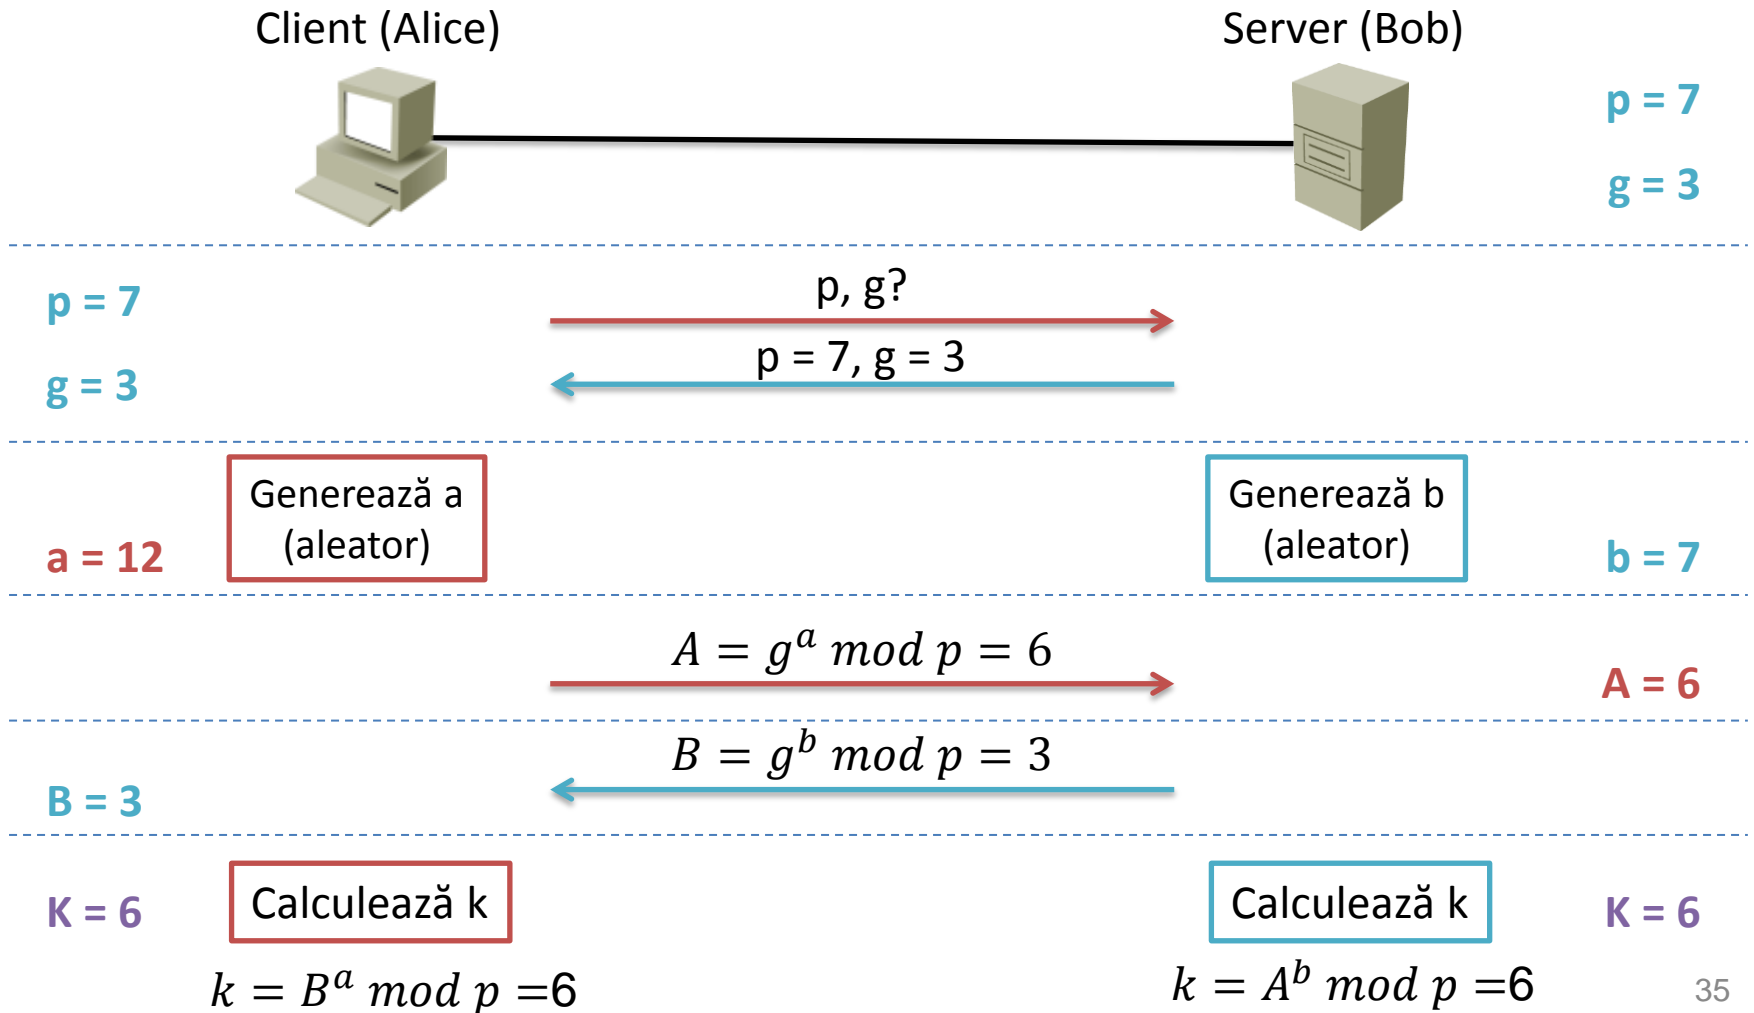 Client (Alice)
Server (Bob)
p = 7
g = 3
p = 7
g = 3
p, g?
p = 7, g = 3
Generează a
(aleator)
a = 12
Generează b
(aleator)
b = 7
A = g^a mod p = 6
A = 6
B = g^b mod p = 3
B = 3
K = 6
Calculează k
k = B^a mod p =6
Calculează k
K = 6
k = A^b mod p =6
35